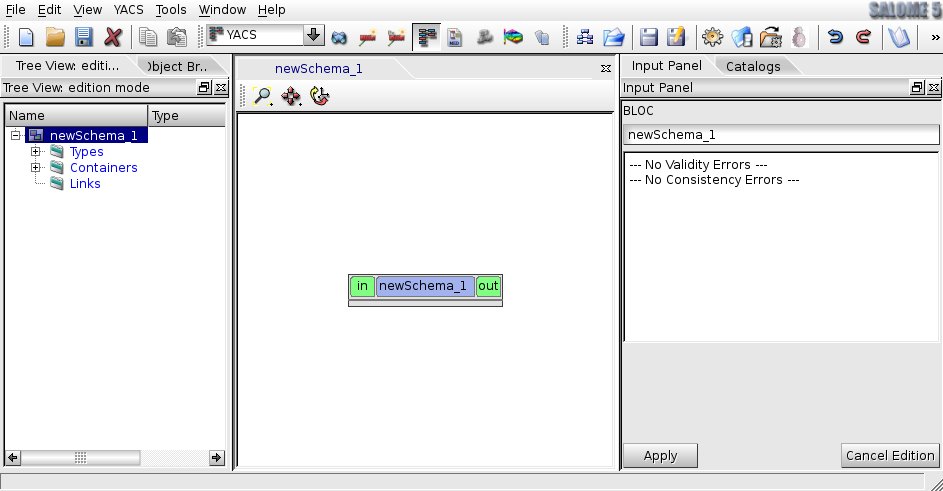 File Edit View YACS Tools Window Help
SALOME 5
YACS
Tree View: editi...
Object Br..
Tree View: edition mode
Name Type
newSchema_1
Types
Containers
Links
newSchema_1
in newSchema_1 out
Input Panel Catalogs
Input Panel
BLOC
newSchema_1
--- No Validity Errors ---
--- No Consistency Errors ---
Apply Cancel Edition